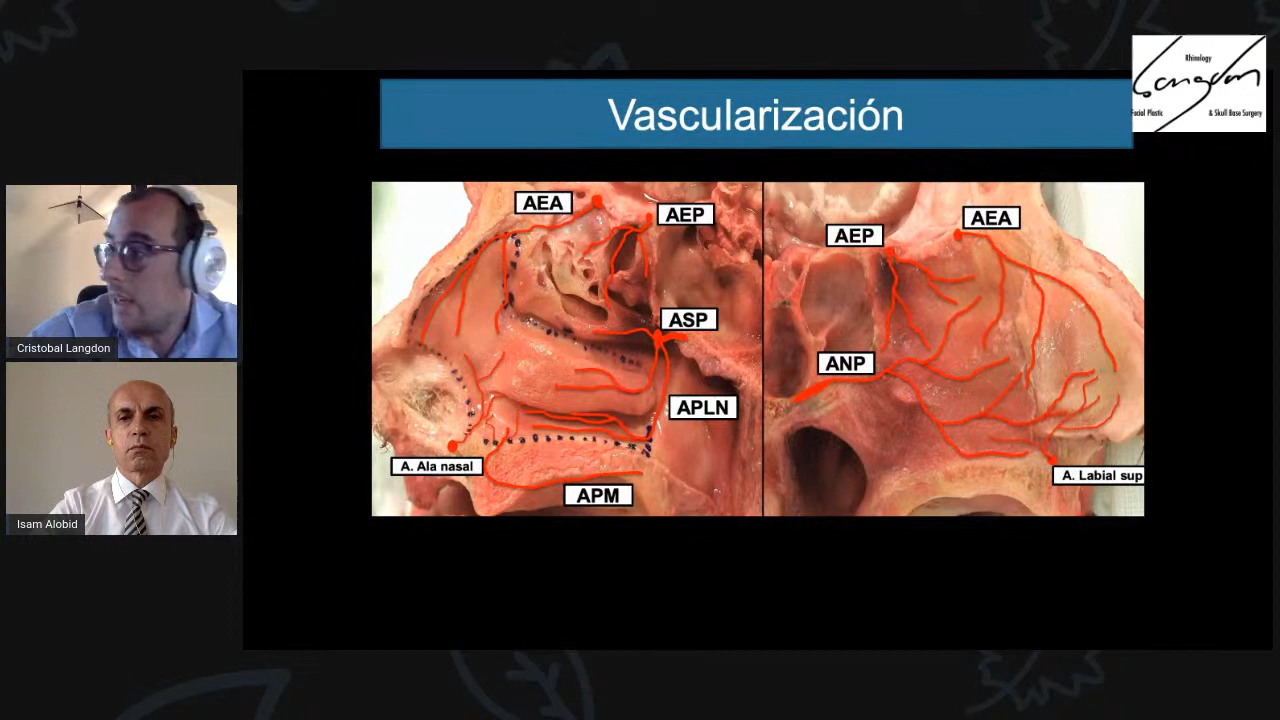 Vascularización
Rhinology
Langdon
Facial Plastic & Skull Base Surgery
AEA
AEP
ASP
APLN
A. Ala nasal
APM
AEP
AEA
ANP
A. Labial sup
Cristobal Langdon
Isam Alobid